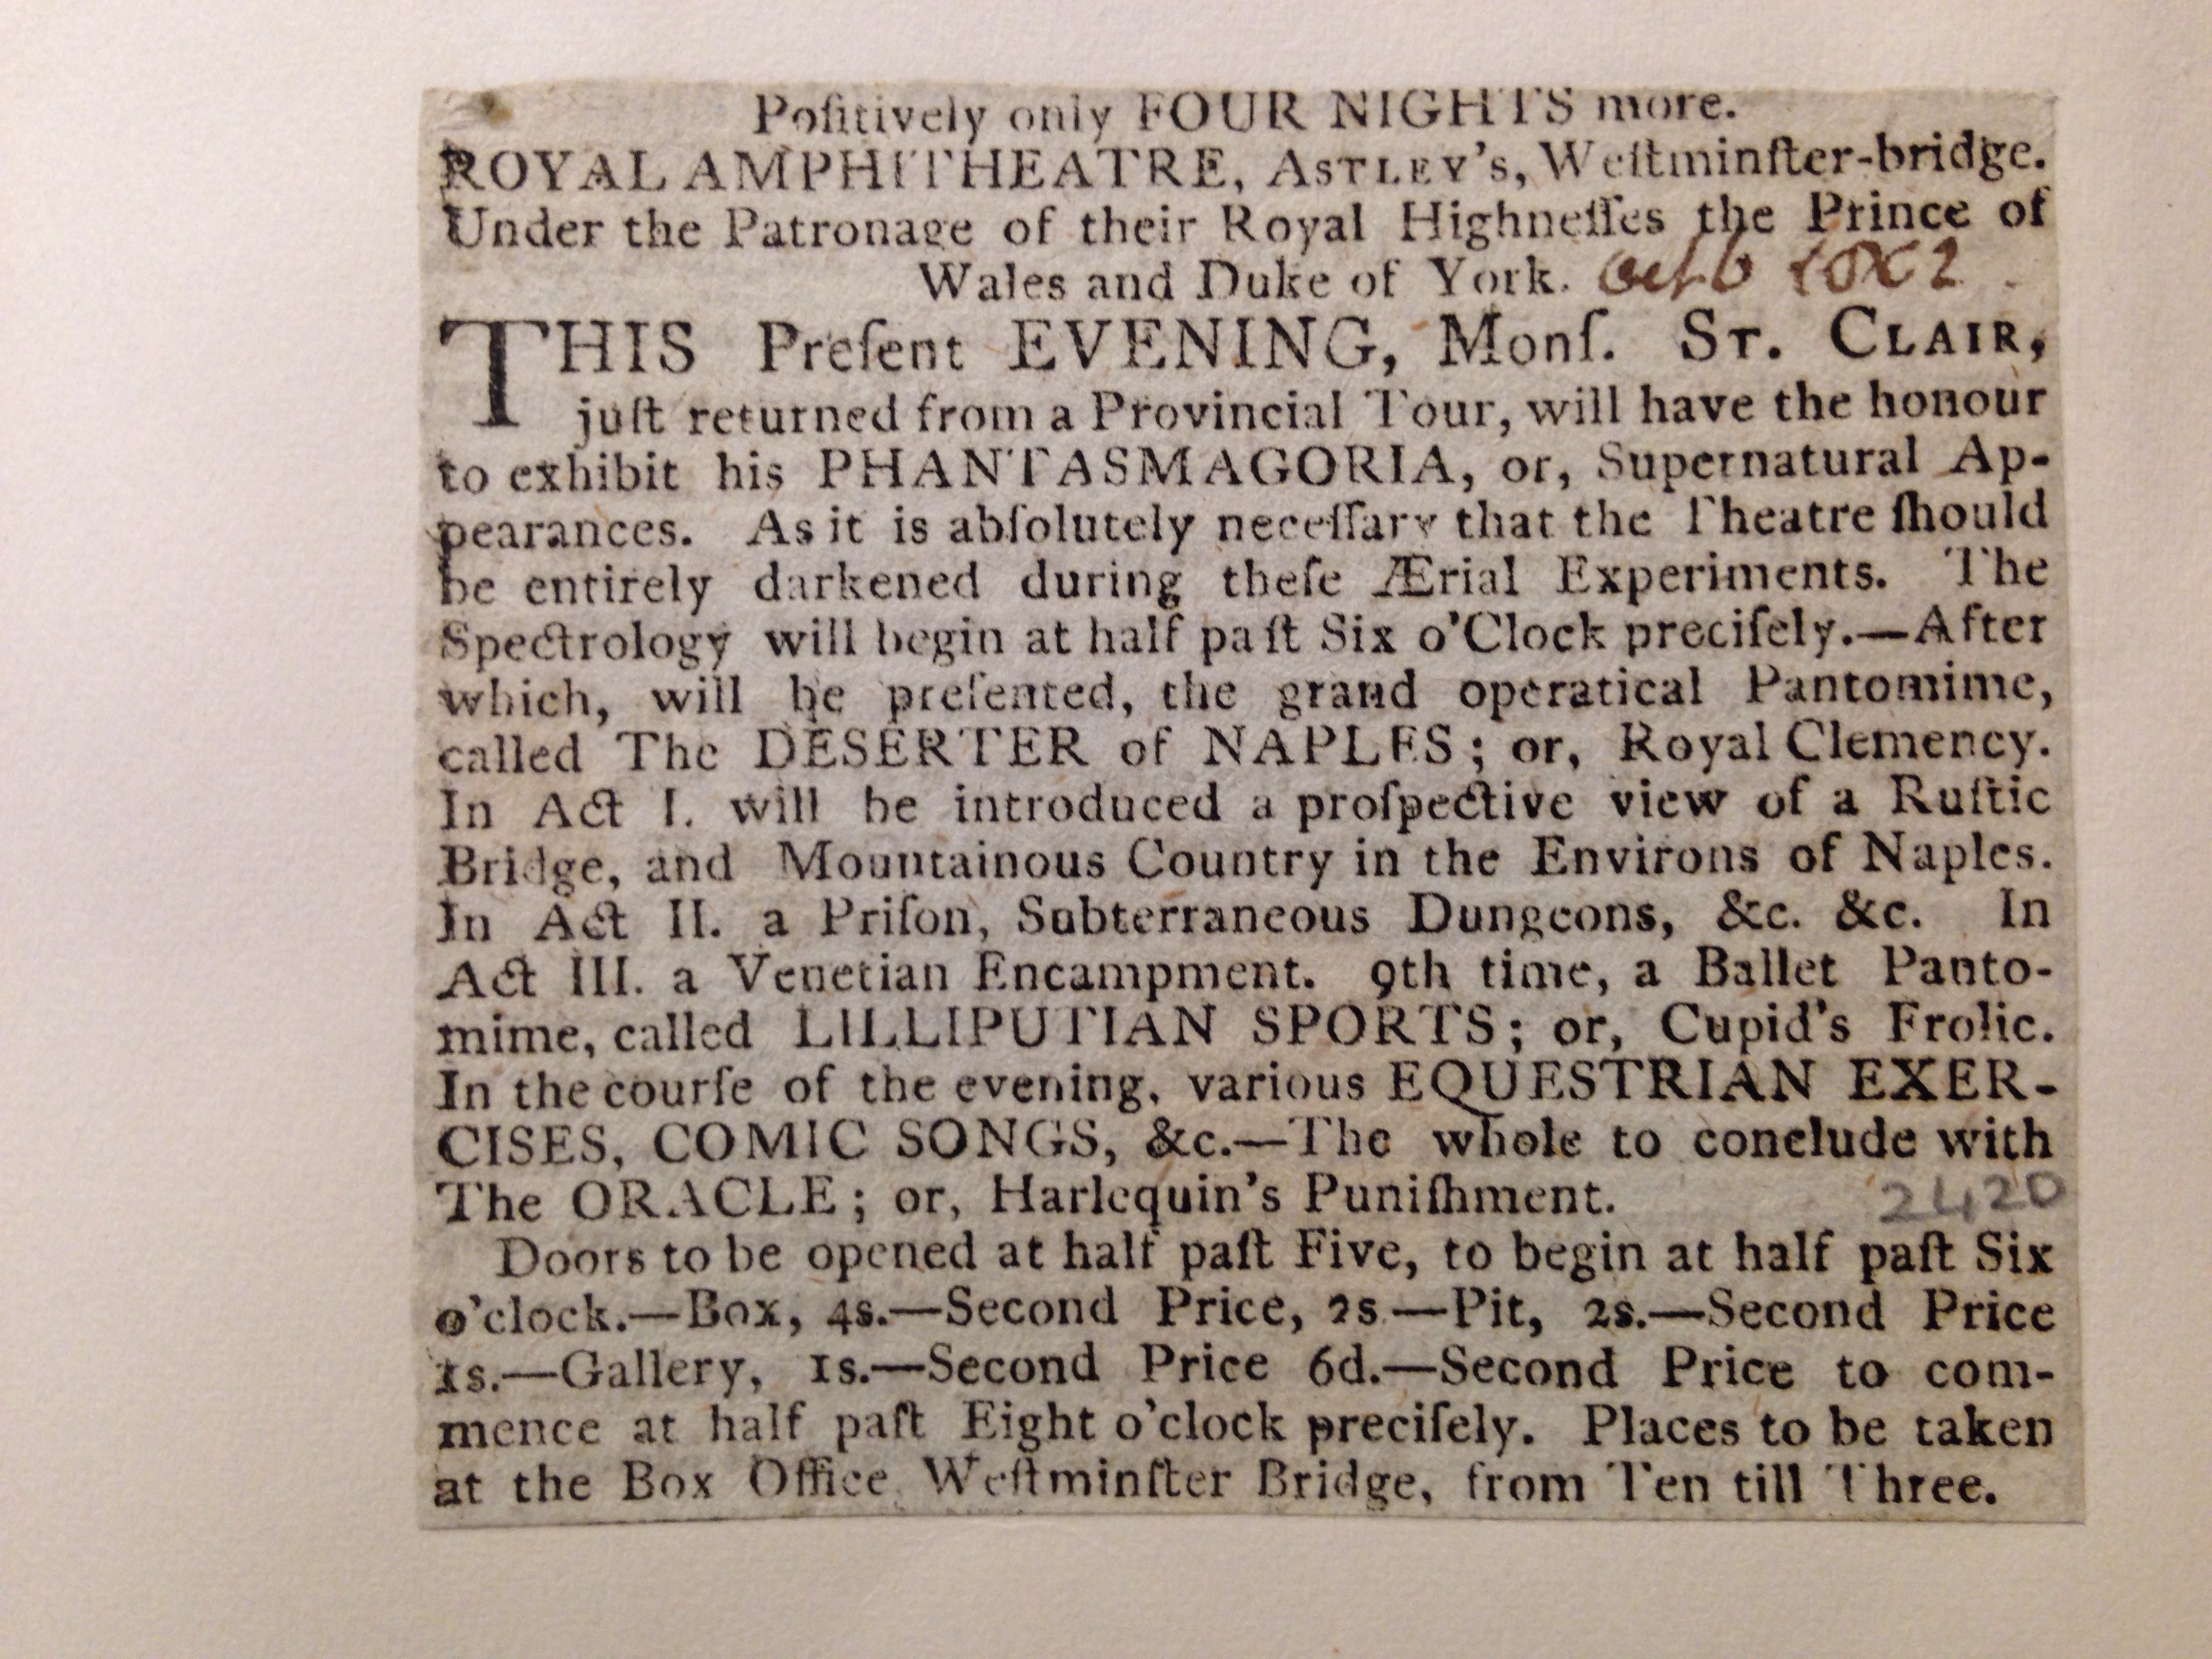 Poſitively only FOUR NIGHTS more.
ROYAL AMPHITHEATRE, ASTLEY's, Weſtminſter-bridge.
Under the Patronage of their Royal Highneſſes the Prince of
Wales and Duke of York. Oct 6 1802
THIS Preſent EVENING, Monſ. ST. CLAIR,
juſt returned from a Provincial Tour, will have the honour
to exhibit his PHANTASMAGORIA, or, Supernatural Ap-
pearances. As it is abſolutely neceſſary that the Theatre ſhould
be entirely darkened during theſe Ærial Experiments. The
Spectrology will begin at half paſt Six o'Clock preciſely.—After
which, will be preſented, the grand operatical Pantomime,
called The DESERTER of NAPLES; or, Royal Clemency.
In Act I. will be introduced a proſpective view of a Ruſtic
Bridge, and Mountainous Country in the Environs of Naples.
In Act II. a Priſon, Subterraneous Dungeons, &c. &c. In
Act III. a Venetian Encampment. 9th time, a Ballet Panto-
mime, called LILLIPUTIAN SPORTS; or, Cupid's Frolic.
In the courſe of the evening, various EQUESTRIAN EXER-
CISES, COMIC SONGS, &c.—The whole to conclude with
The ORACLE; or, Harlequin's Puniſhment. 2420
Doors to be opened at half paſt Five, to begin at half paſt Six
o'clock.—Box, 4s.—Second Price, 2s.—Pit, 2s.—Second Price
1s.—Gallery, 1s.—Second Price 6d.—Second Price to com-
mence at half paſt Eight o'clock preciſely. Places to be taken
at the Box Office Weſtminſter Bridge, from Ten till Three.